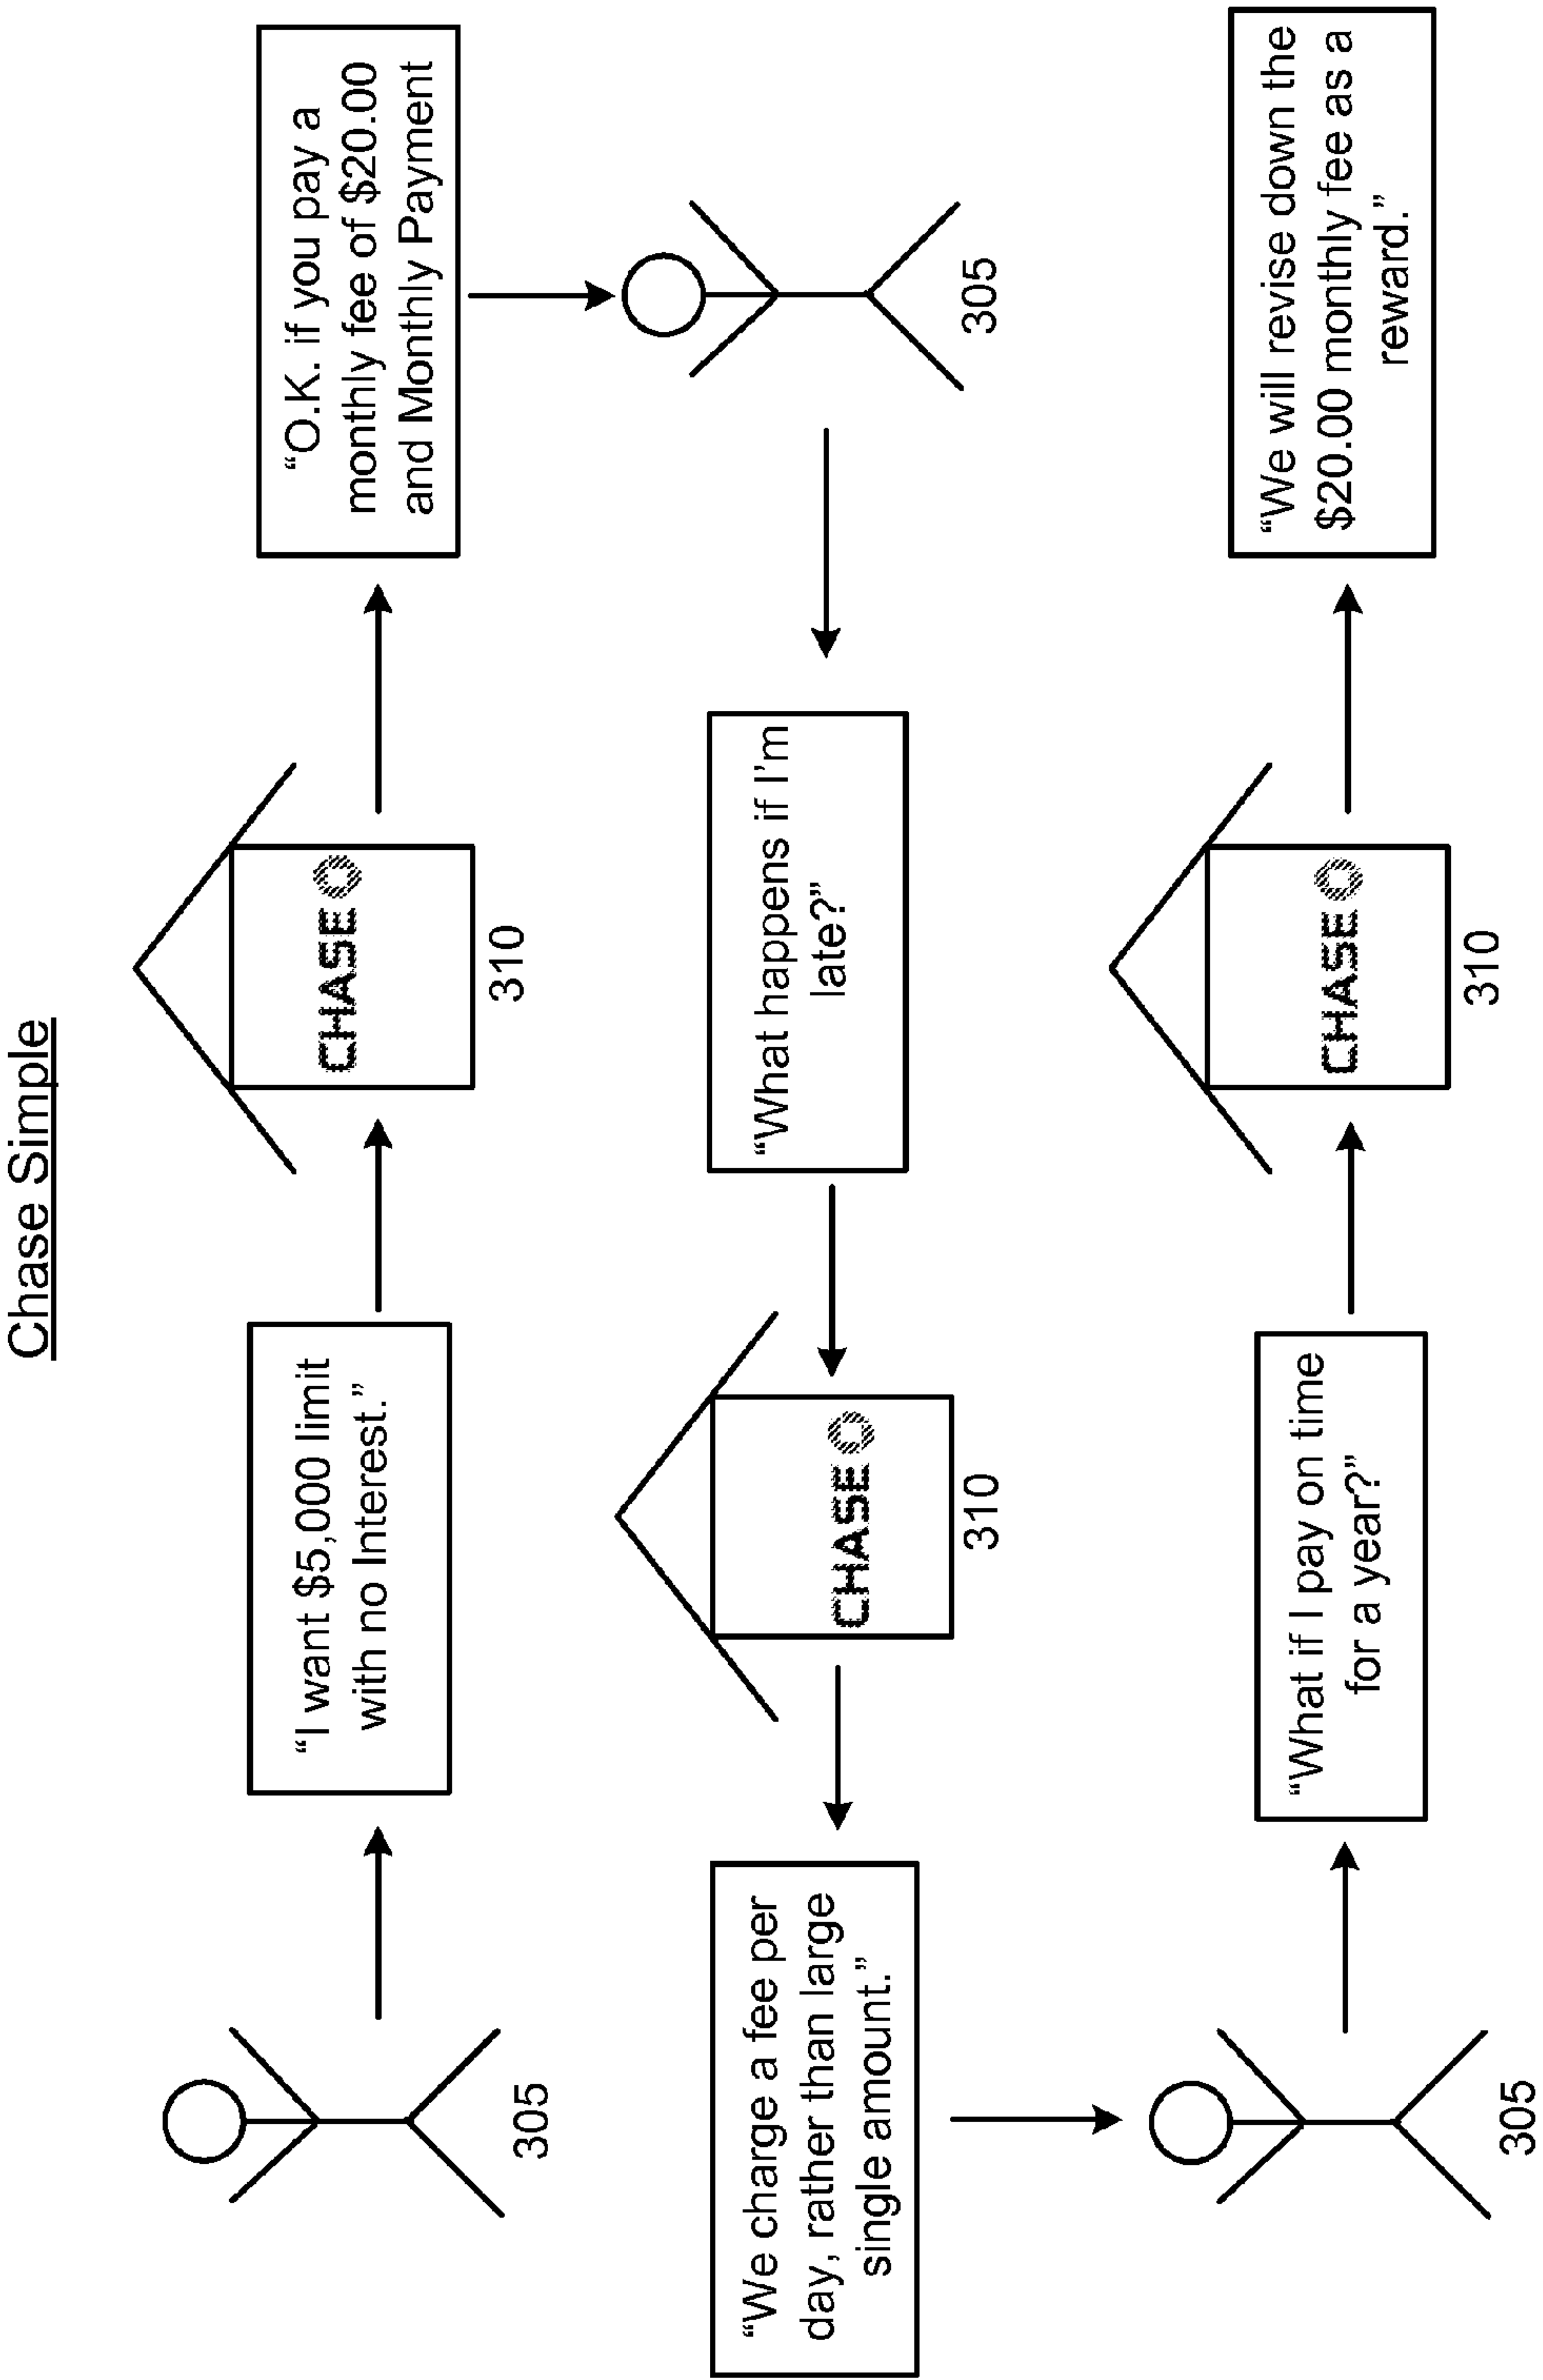 Chase Simple
305
“I want $5,000 limit
with no Interest.”
CHASE
310
“O.K. if you pay a
monthly fee of $20.00
and Monthly Payment
305
“What happens if I’m
late?”
CHASE
310
“We charge a fee per
day, rather than large
single amount.”
305
“What if I pay on time
for a year?”
CHASE
310
“We will revise down the
$20.00 monthly fee as a
reward.”